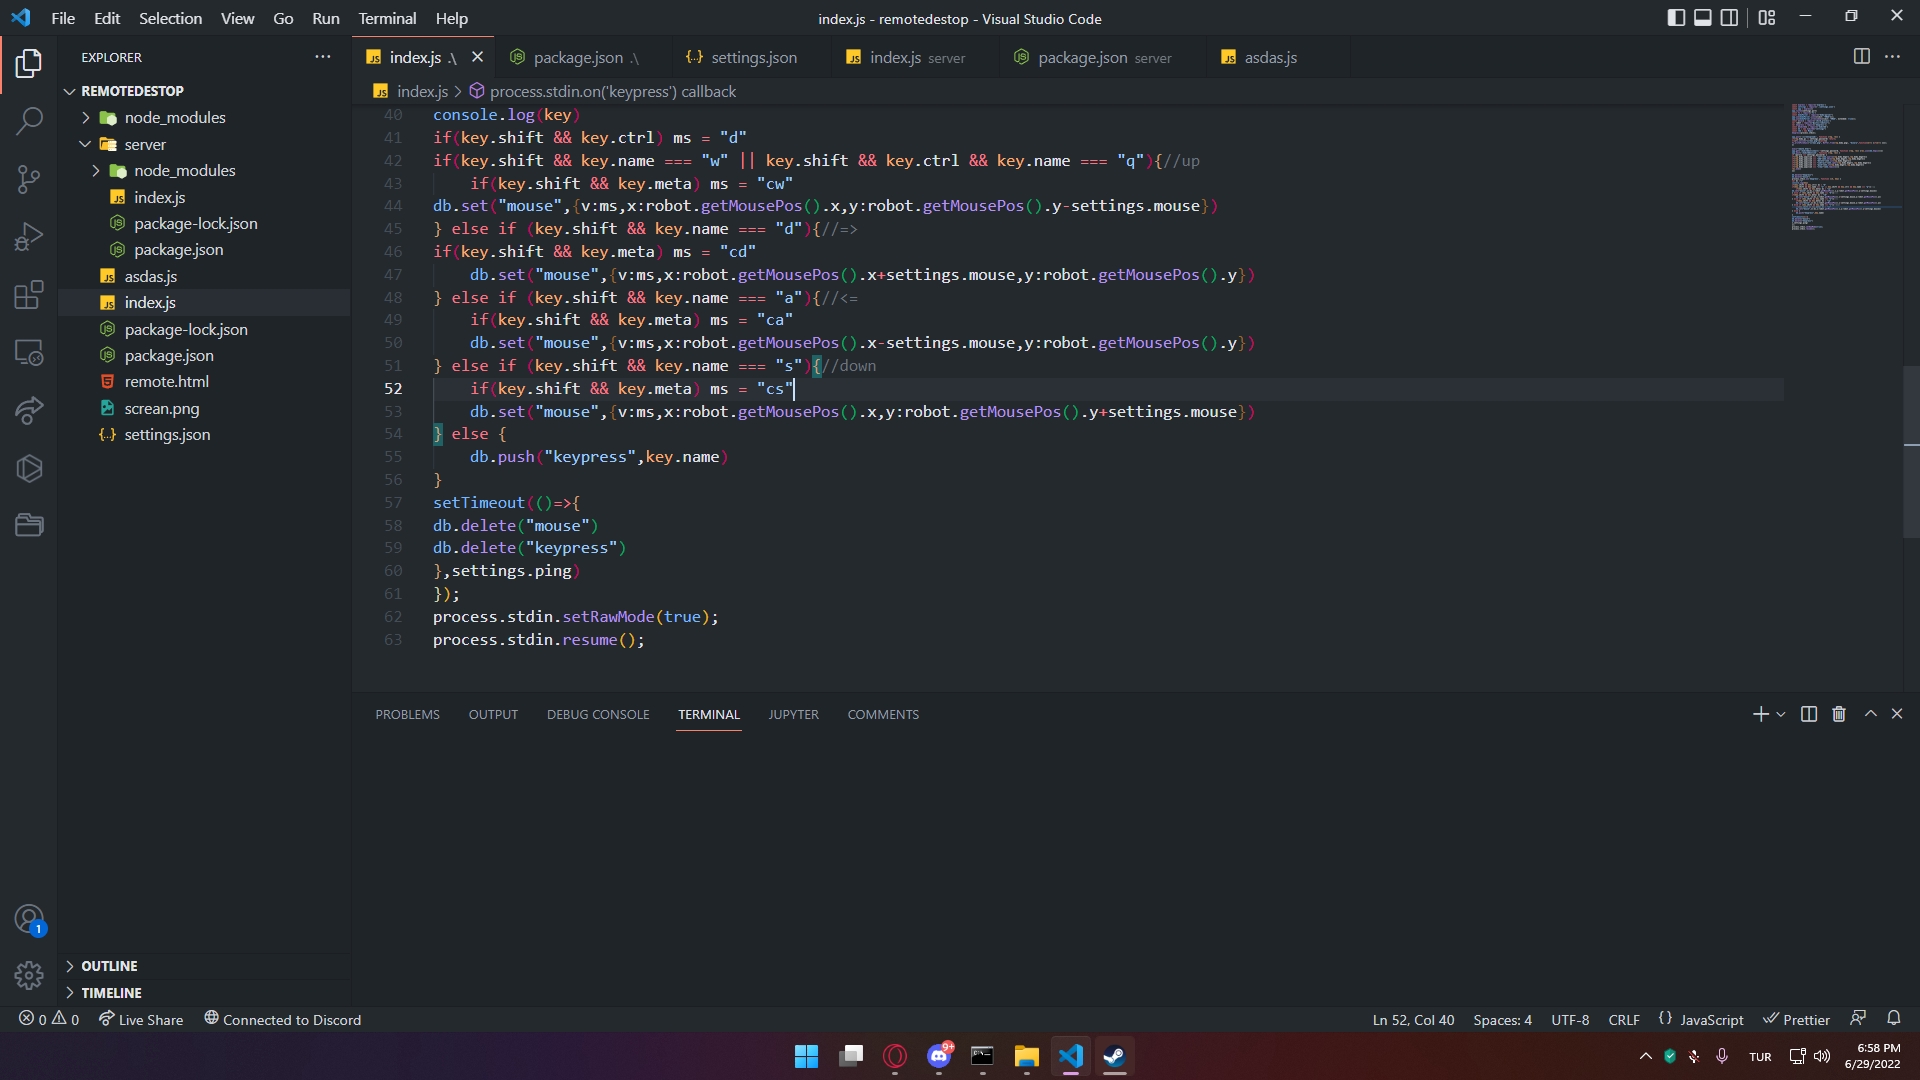 File Edit Selection View Go Run Terminal Help
index.js - remotedestop - Visual Studio Code
EXPLORER
index.js .\
package.json .\
settings.json
index.js server
package.json server
asdas.js
REMOTEDESTOP
node_modules
server
node_modules
index.js
package-lock.json
package.json
asdas.js
index.js
package-lock.json
package.json
remote.html
screan.png
settings.json
OUTLINE
TIMELINE
index.js > process.stdin.on('keypress') callback
40 console.log(key)
41 if(key.shift && key.ctrl) ms = "d"
42 if(key.shift && key.name === "w" || key.shift && key.ctrl && key.name === "q"){//up
43 if(key.shift && key.meta) ms = "cw"
44 db.set("mouse",{v:ms,x:robot.getMousePos().x,y:robot.getMousePos().y-settings.mouse})
45 } else if (key.shift && key.name === "d"){//=>
46 if(key.shift && key.meta) ms = "cd"
47 db.set("mouse",{v:ms,x:robot.getMousePos().x+settings.mouse,y:robot.getMousePos().y})
48 } else if (key.shift && key.name === "a"){//<=
49 if(key.shift && key.meta) ms = "ca"
50 db.set("mouse",{v:ms,x:robot.getMousePos().x-settings.mouse,y:robot.getMousePos().y})
51 } else if (key.shift && key.name === "s"){//down
52 if(key.shift && key.meta) ms = "cs"
53 db.set("mouse",{v:ms,x:robot.getMousePos().x,y:robot.getMousePos().y+settings.mouse})
54 } else {
55 db.push("keypress",key.name)
56 }
57 setTimeout(()=>{
58 db.delete("mouse")
59 db.delete("keypress")
60 },settings.ping)
61 });
62 process.stdin.setRawMode(true);
63 process.stdin.resume();
PROBLEMS OUTPUT DEBUG CONSOLE TERMINAL JUPYTER COMMENTS
1
0 0 Live Share Connected to Discord
Ln 52, Col 40 Spaces: 4 UTF-8 CRLF {} JavaScript Prettier
9+
TUR
6:58 PM
6/29/2022